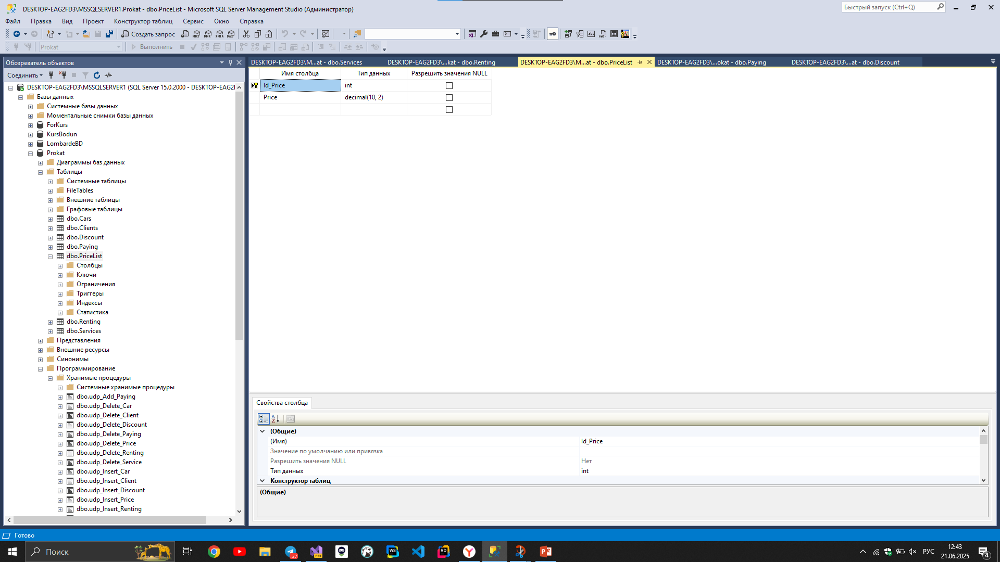 DESKTOP-EAG2FD3\MSSQLSERVER1.Prokat - dbo.PriceList - Microsoft SQL Server Management Studio (Администратор)
Быстрый запуск (Ctrl+Q)
Файл Правка Вид Проект Конструктор таблиц Сервис Окно Справка
Создать запрос MDX DMX XMLA DAX
Prokat Выполнить
Обозреватель объектов
DESKTOP-EAG2FD3\M...at - dbo.Services DESKTOP-EAG2FD3\...kat - dbo.Renting DESKTOP-EAG2FD3\M...at - dbo.PriceList DESKTOP-EAG2FD3\...okat - dbo.Paying DESKTOP-EAG2FD3\...at - dbo.Discount
Соединить
DESKTOP-EAG2FD3\MSSQLSERVER1 (SQL Server 15.0.2000 - DESKTOP-EAG2I
Базы данных
Системные базы данных
Моментальные снимки базы данных
ForKurs
KursBodun
LombardeBD
Prokat
Диаграммы баз данных
Таблицы
Системные таблицы
FileTables
Внешние таблицы
Графовые таблицы
dbo.Cars
dbo.Clients
dbo.Discount
dbo.Paying
dbo.PriceList
Столбцы
Ключи
Ограничения
Триггеры
Индексы
Статистика
dbo.Renting
dbo.Services
Представления
Внешние ресурсы
Синонимы
Программирование
Хранимые процедуры
Системные хранимые процедуры
dbo.udp_Add_Paying
dbo.udp_Delete_Car
dbo.udp_Delete_Client
dbo.udp_Delete_Discount
dbo.udp_Delete_Paying
dbo.udp_Delete_Price
dbo.udp_Delete_Renting
dbo.udp_Delete_Service
dbo.udp_Insert_Car
dbo.udp_Insert_Client
dbo.udp_Insert_Discount
dbo.udp_Insert_Price
dbo.udp_Insert_Renting
Имя столбца Тип данных Разрешить значения NULL
Id_Price int
Price decimal(10, 2)
Свойства столбца
(Общие)
(Имя) Id_Price
Значение по умолчанию или привязка
Разрешить значения NULL Нет
Тип данных int
Конструктор таблиц
(Общие)
Готово
Поиск 37 PRE WS RD РУС 12:43
21.06.2025 4